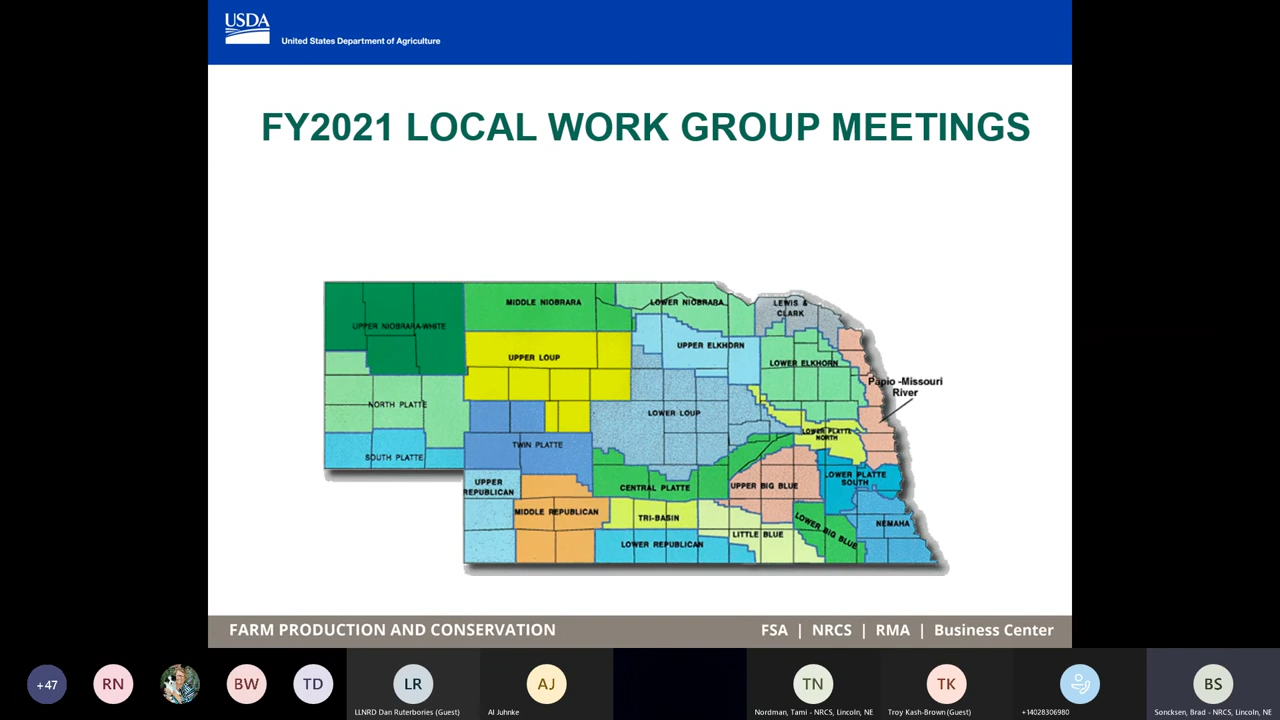 USDA
United States Department of Agriculture
FY2021 LOCAL WORK GROUP MEETINGS
MIDDLE NIOBRARA
LOWER NIOBRARA
LEWIS &
CLARK
UPPER NIOBRARA-WHITE
UPPER ELKHORN
UPPER LOUP
LOWER ELKHORN
Papio -Missouri
River
NORTH PLATTE
LOWER LOUP
LOWER PLATTE
NORTH
TWIN PLATTE
SOUTH PLATTE
LOWER PLATTE
SOUTH
UPPER
REPUBLICAN
CENTRAL PLATTE
UPPER BIG BLUE
MIDDLE REPUBLICAN
TRI-BASIN
LOWER BIG BLUE
NEMAHA
LITTLE BLUE
LOWER REPUBLICAN
FARM PRODUCTION AND CONSERVATION
FSA | NRCS | RMA | Business Center
+47
RN
BW
TD
LR
AJ
TN
TK
BS
LLNRD Dan Ruterbories (Guest)
Al Juhnke
Nordman, Tami - NRCS, Lincoln, NE
Troy Kash-Brown (Guest)
+14028306980
Soncksen, Brad - NRCS, Lincoln, NE